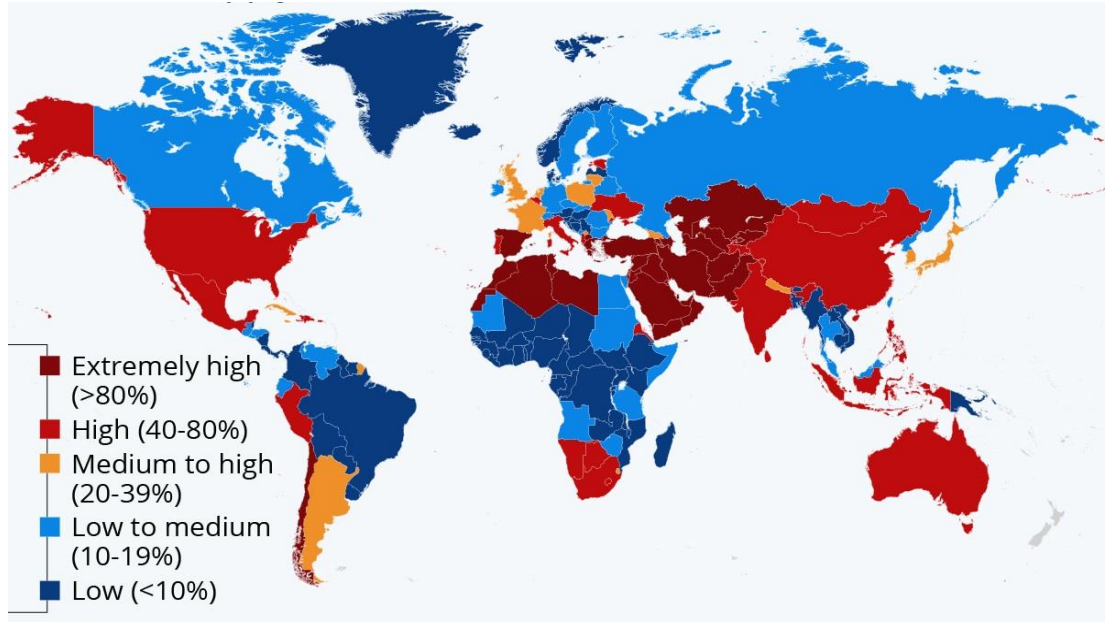 Extremely high
(>80%)
High (40-80%)
Medium to high
(20-39%)
Low to medium
(10-19%)
Low (<10%)